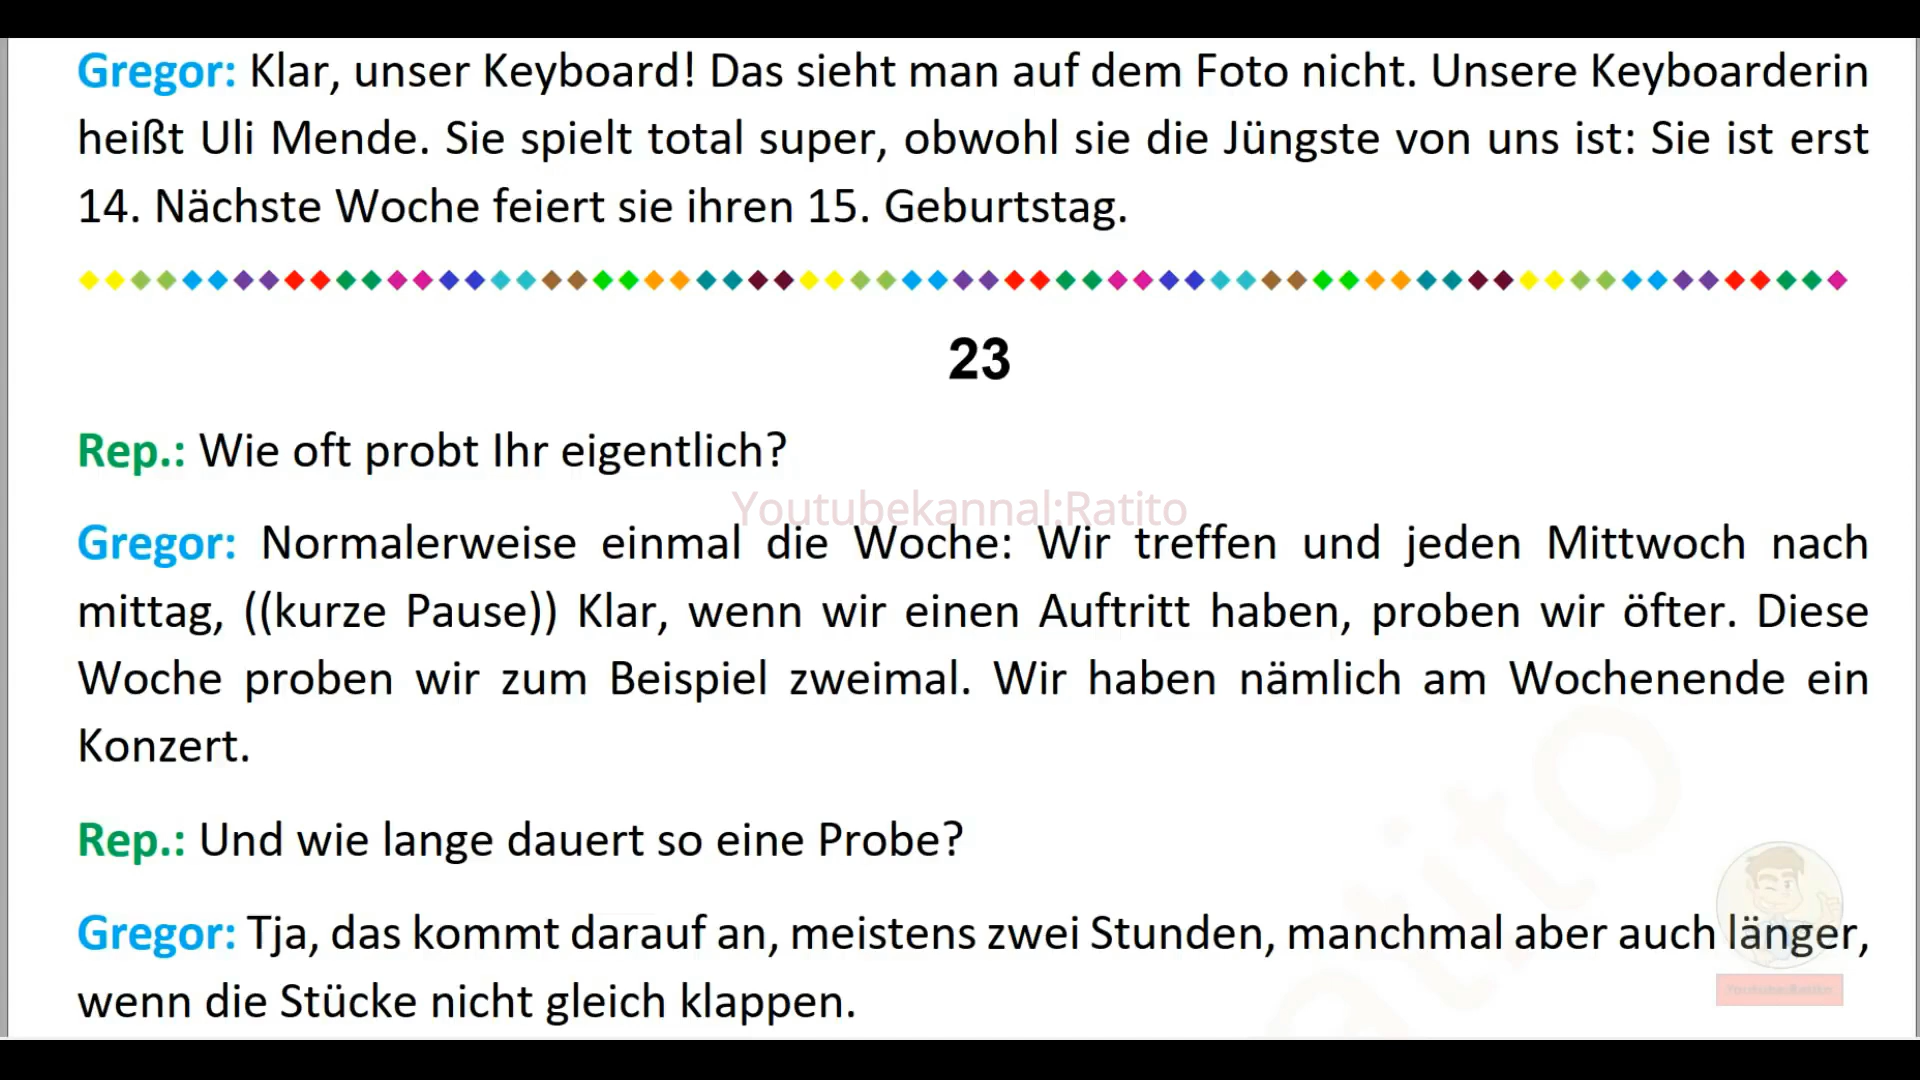 Gregor: Klar, unser Keyboard! Das sieht man auf dem Foto nicht. Unsere Keyboarderin
heißt Uli Mende. Sie spielt total super, obwohl sie die Jüngste von uns ist: Sie ist erst
14. Nächste Woche feiert sie ihren 15. Geburtstag.
23
Rep.: Wie oft probt Ihr eigentlich?
Youtubekannal:Ratito
Gregor: Normalerweise einmal die Woche: Wir treffen und jeden Mittwoch nach
mittag, ((kurze Pause)) Klar, wenn wir einen Auftritt haben, proben wir öfter. Diese
Woche proben wir zum Beispiel zweimal. Wir haben nämlich am Wochenende ein
Konzert.
Rep.: Und wie lange dauert so eine Probe?
Gregor: Tja, das kommt darauf an, meistens zwei Stunden, manchmal aber auch länger,
wenn die Stücke nicht gleich klappen.